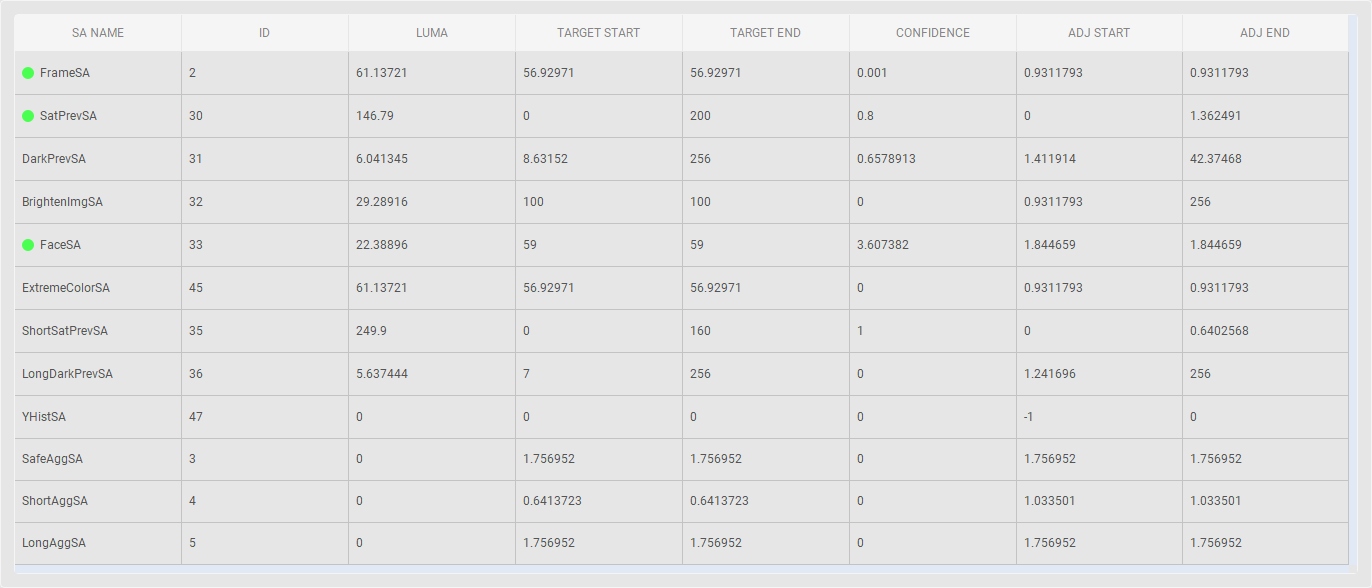 SA NAME ID LUMA TARGET START TARGET END CONFIDENCE ADJ START ADJ END
FrameSA 2 61.13721 56.92971 56.92971 0.001 0.9311793 0.9311793
SatPrevSA 30 146.79 0 200 0.8 0 1.362491
DarkPrevSA 31 6.041345 8.63152 256 0.6578913 1.411914 42.37468
BrightenImgSA 32 29.28916 100 100 0 0.9311793 256
FaceSA 33 22.38896 59 59 3.607382 1.844659 1.844659
ExtremeColorSA 45 61.13721 56.92971 56.92971 0 0.9311793 0.9311793
ShortSatPrevSA 35 249.9 0 160 1 0 0.6402568
LongDarkPrevSA 36 5.637444 7 256 0 1.241696 256
YHistSA 47 0 0 0 0 -1 0
SafeAggSA 3 0 1.756952 1.756952 0 1.756952 1.756952
ShortAggSA 4 0 0.6413723 0.6413723 0 1.033501 1.033501
LongAggSA 5 0 1.756952 1.756952 0 1.756952 1.756952